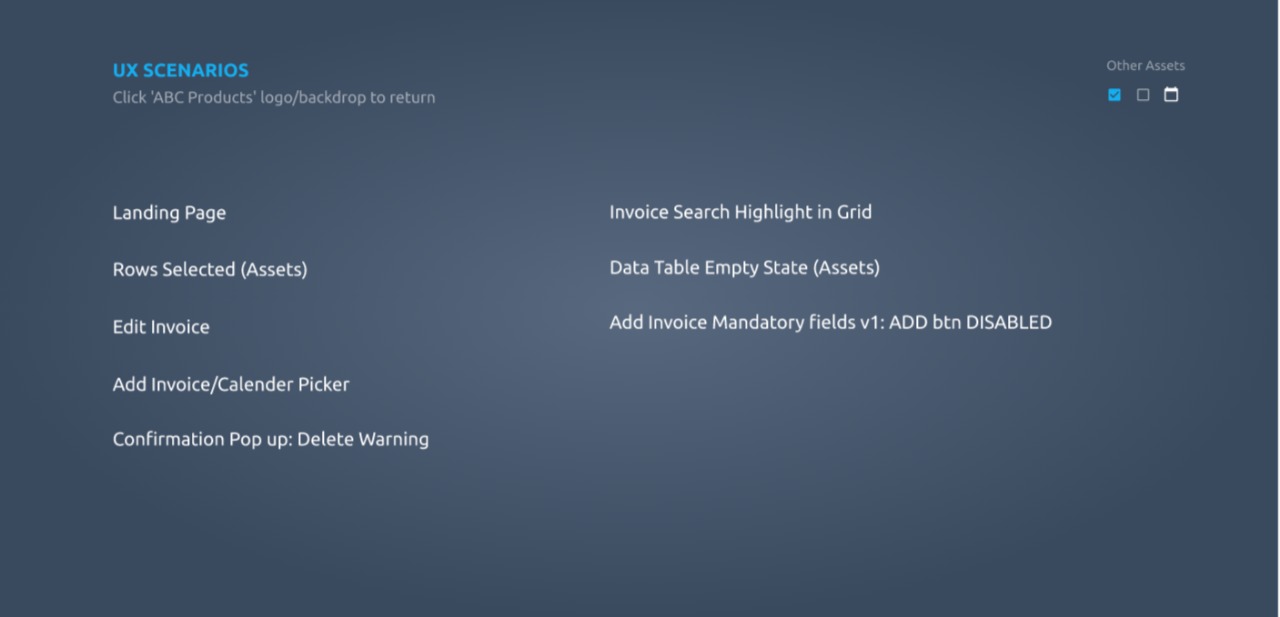 UX SCENARIOS
Click 'ABC Products' logo/backdrop to return
Other Assets
Landing Page
Rows Selected (Assets)
Edit Invoice
Add Invoice/Calender Picker
Confirmation Pop up: Delete Warning
Invoice Search Highlight in Grid
Data Table Empty State (Assets)
Add Invoice Mandatory fields v1: ADD btn DISABLED